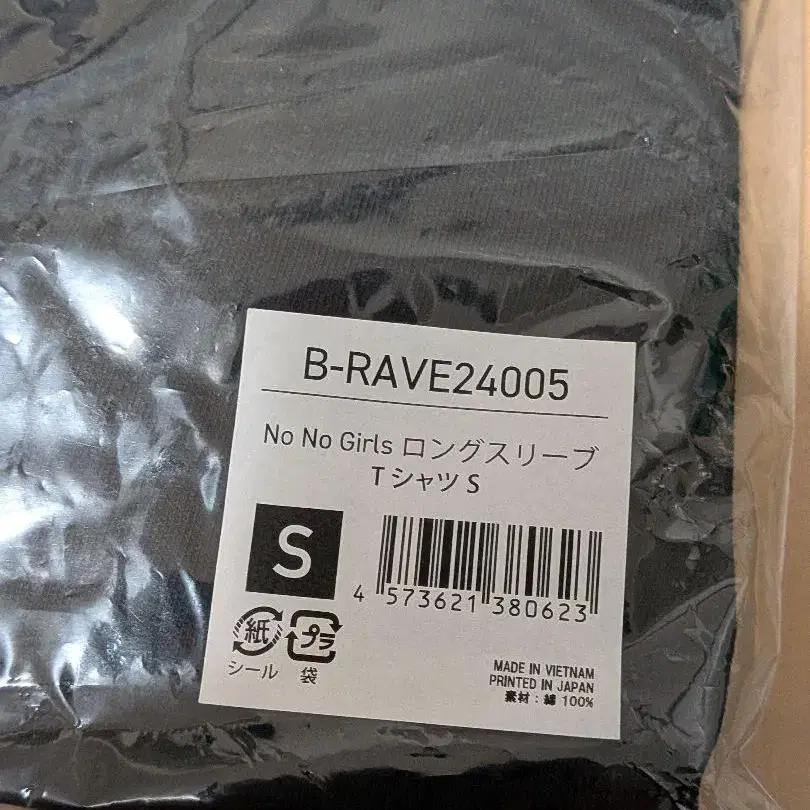 B-RAVE24005
No No Girls ロングスリーブ
TシャツS
S
4 573621 380623
紙
シール
プラ
袋
MADE IN VIETNAM
PRINTED IN JAPAN
素材：綿 100%